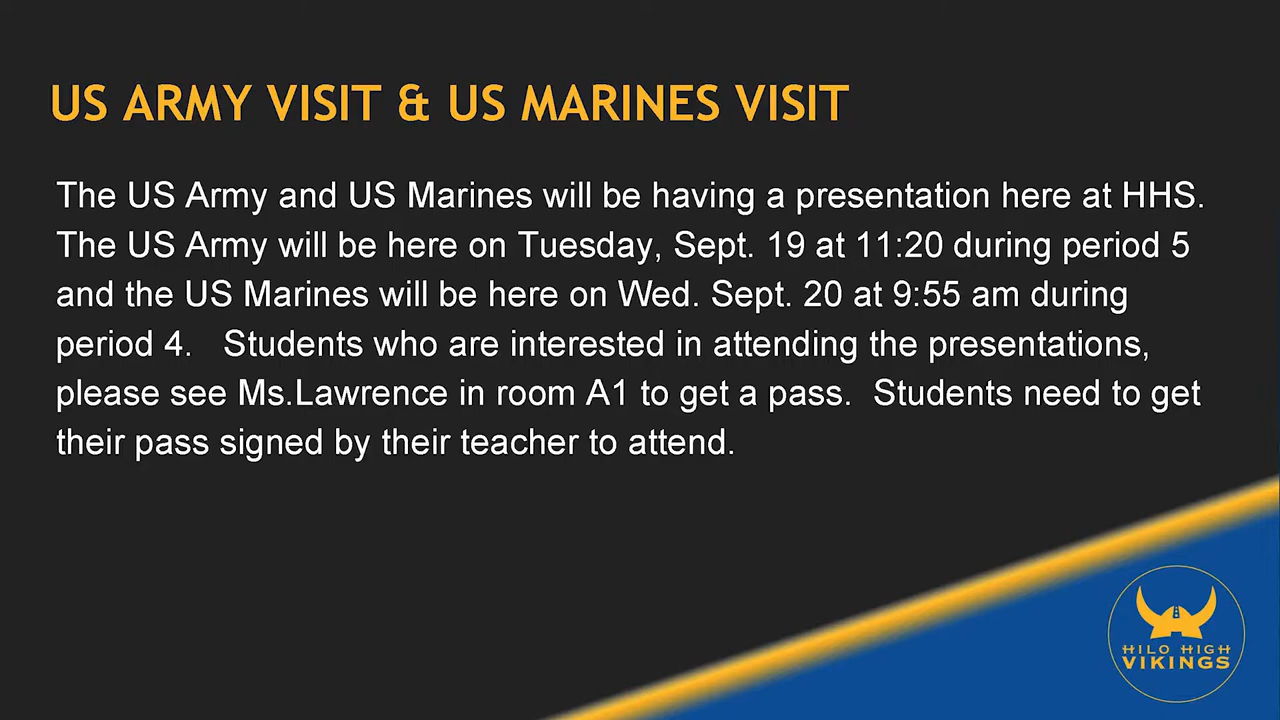 US ARMY VISIT & US MARINES VISIT
The US Army and US Marines will be having a presentation here at HHS.
The US Army will be here on Tuesday, Sept. 19 at 11:20 during period 5
and the US Marines will be here on Wed. Sept. 20 at 9:55 am during
period 4.   Students who are interested in attending the presentations,
please see Ms.Lawrence in room A1 to get a pass.  Students need to get
their pass signed by their teacher to attend.
HILO HIGH
VIKINGS